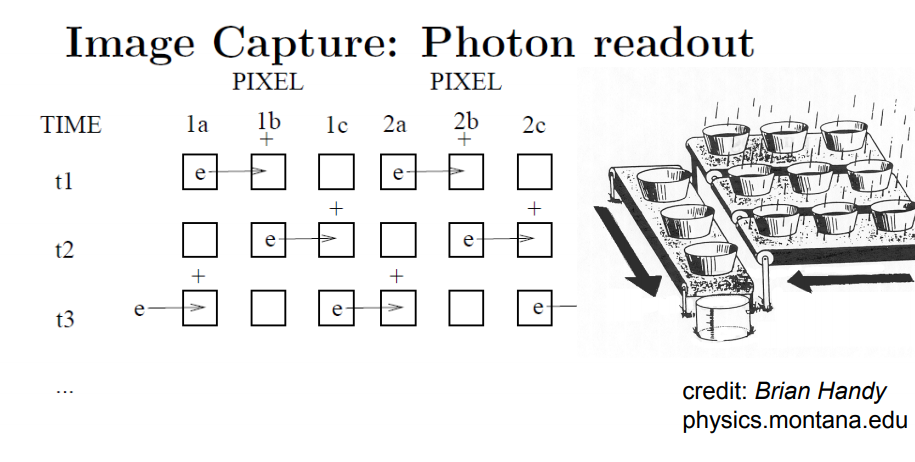 Image Capture: Photon readout
PIXEL PIXEL
TIME 1a 1b 1c 2a 2b 2c
+ +
t1 e e
+ +
t2 e e
+ +
t3 e e e
...
credit: Brian Handy
physics.montana.edu